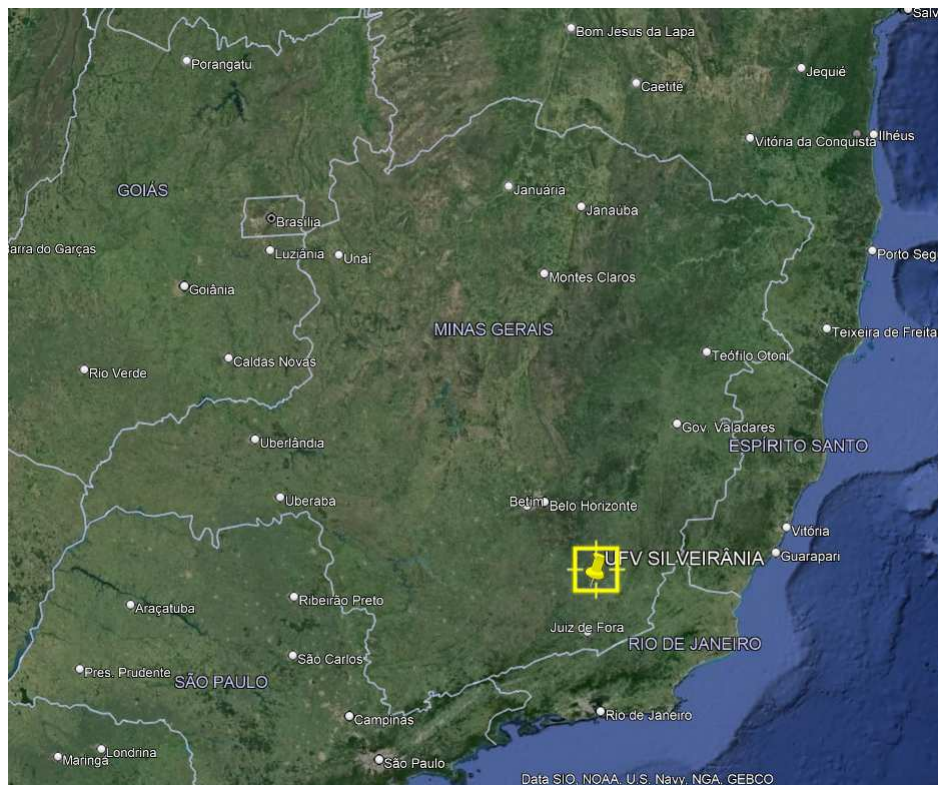 Salv
Bom Jesus da Lapa
Porangatu
Jequié
Caetité
Vitória da Conquista
Ilhéus
GOIÁS
Januária
Janaúba
Brasília
Barra do Garças
Luziânia
Unaí
Porto Seg
Montes Claros
Goiânia
MINAS GERAIS
Teixeira de Freita
Teófilo Otoni
Caldas Novas
Rio Verde
Gov. Valadares
Uberlândia
ESPÍRITO SANTO
Uberaba
Betim
Belo Horizonte
Vitória
UFV SILVEIRÂNIA
Guarapari
Ribeirão Preto
Araçatuba
Juiz de Fora
RIO DE JANEIRO
São Carlos
Pres. Prudente
SÃO PAULO
Rio de Janeiro
Campinas
Londrina
Maringá
São Paulo
Data SIO, NOAA, U.S. Navy, NGA, GEBCO